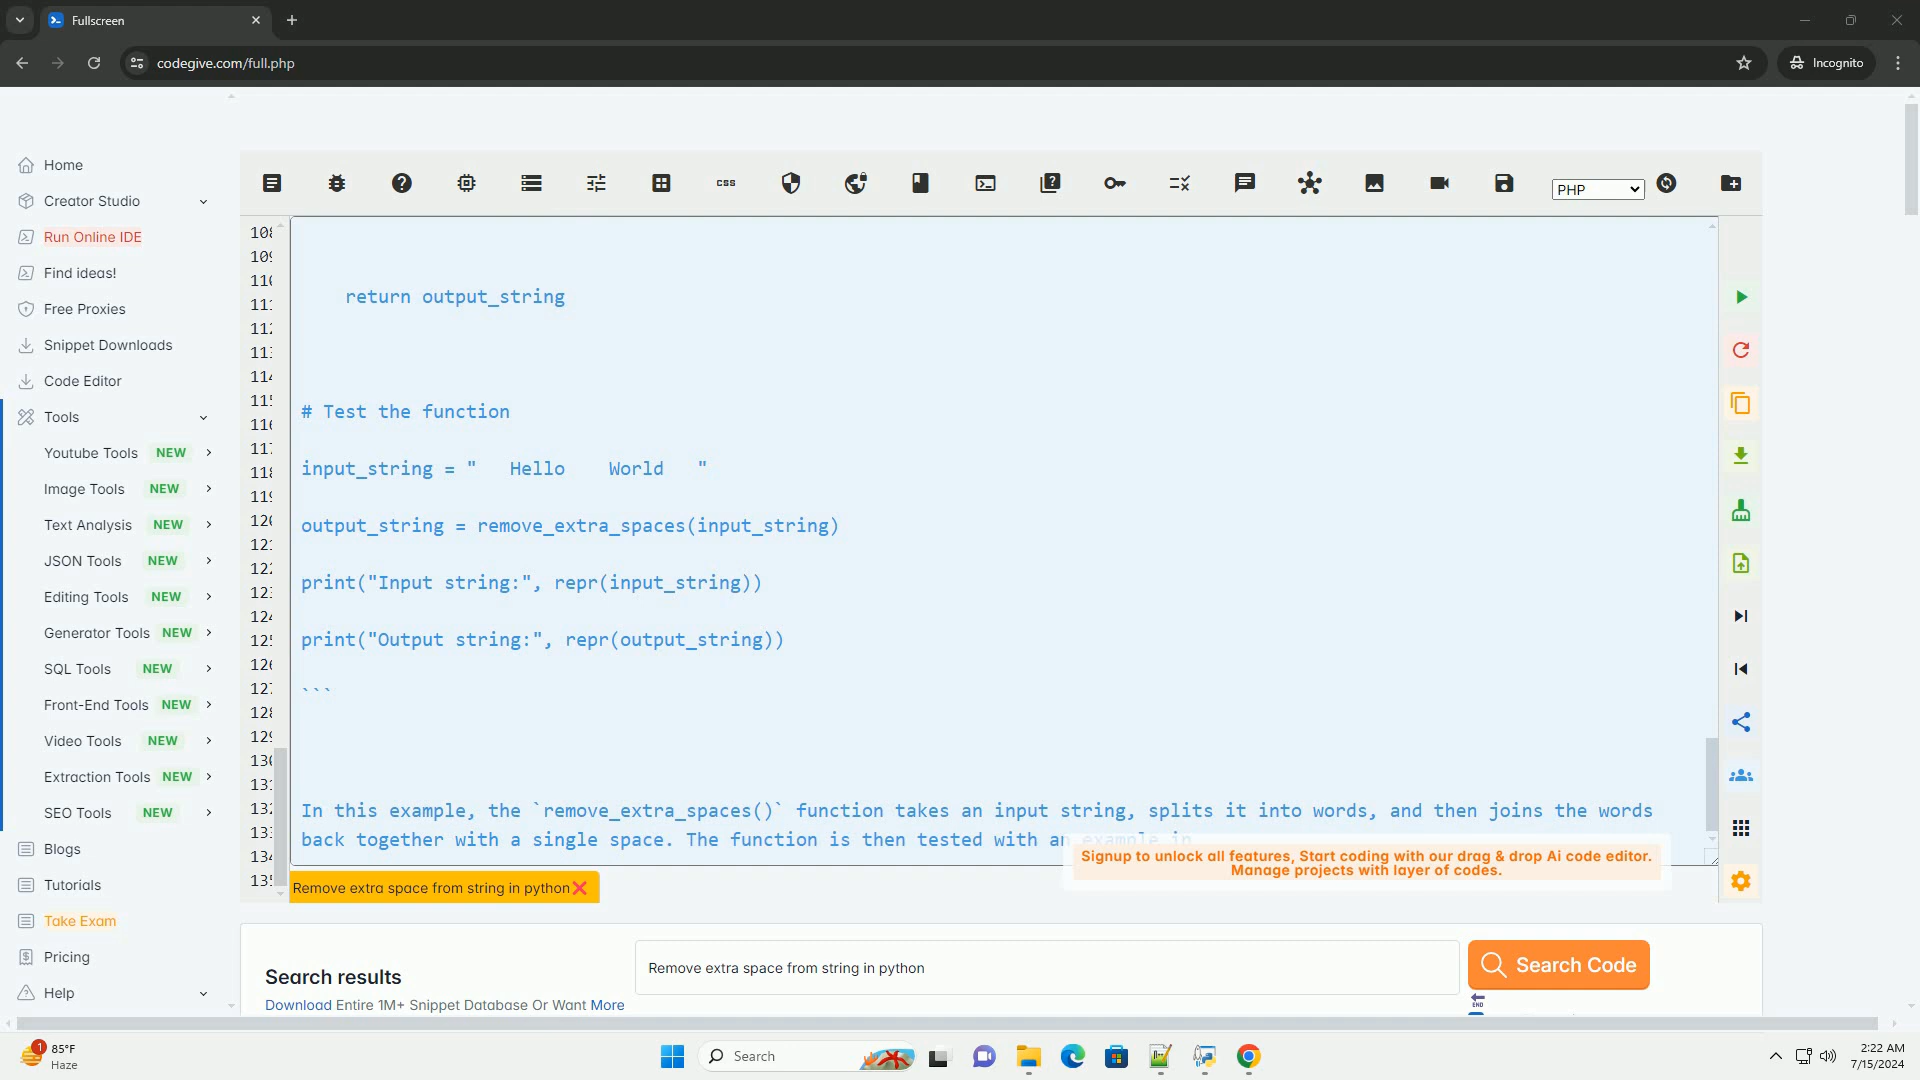 Fullscreen
codegive.com/full.php
Incognito
Home
Creator Studio
Run Online IDE
Find ideas!
Free Proxies
Snippet Downloads
Code Editor
Tools
Youtube Tools NEW
Image Tools NEW
Text Analysis NEW
JSON Tools NEW
Editing Tools NEW
Generator Tools NEW
SQL Tools NEW
Front-End Tools NEW
Video Tools NEW
Extraction Tools NEW
SEO Tools NEW
Blogs
Tutorials
Take Exam
Pricing
Help
css
PHP
return output_string
# Test the function
input_string = "   Hello    World   "
output_string = remove_extra_spaces(input_string)
print("Input string:", repr(input_string))
print("Output string:", repr(output_string))
```
In this example, the `remove_extra_spaces()` function takes an input string, splits it into words, and then joins the words
back together with a single space. The function is then tested with an example in
Signup to unlock all features, Start coding with our drag & drop Ai code editor.
Manage projects with layer of codes.
Remove extra space from string in python
Search results
Download Entire 1M+ Snippet Database Or Want More
Remove extra space from string in python
Search Code
END
1
85°F
Haze
Search
2:22 AM
7/15/2024